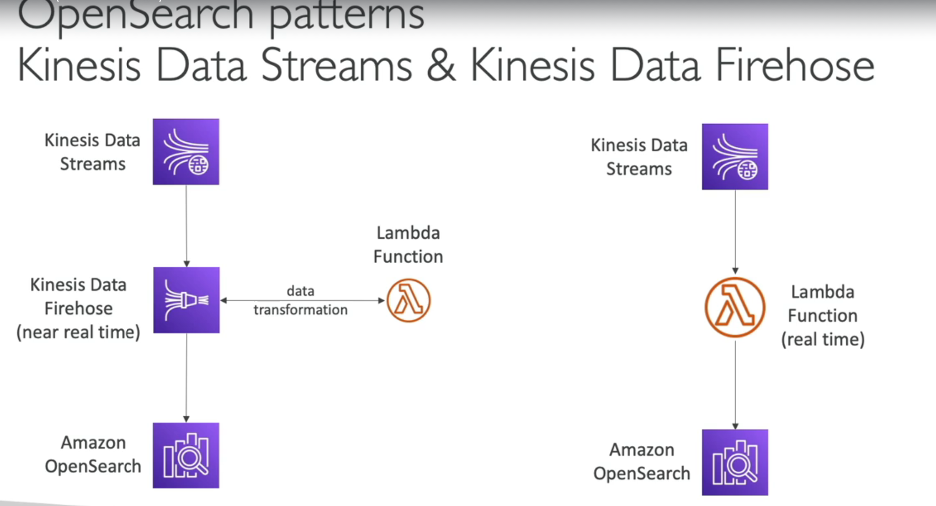 OpenSearch patterns
Kinesis Data Streams & Kinesis Data Firehose
Kinesis Data
Streams
Lambda
Function
Kinesis Data
Firehose
(near real time)
data
transformation
Amazon
OpenSearch
Kinesis Data
Streams
Lambda
Function
(real time)
Amazon
OpenSearch